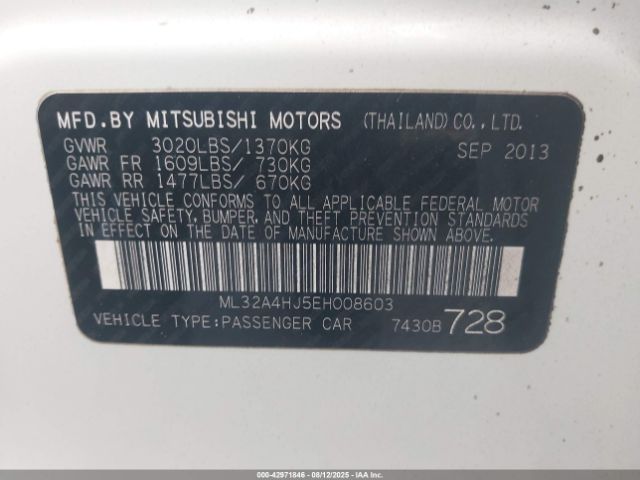 MFD.BY MITSUBISHI MOTORS (THAILAND) CO.,LTD.
GVWR 3020LBS/1370KG SEP 2013
GAWR FR 1609LBS/ 730KG
GAWR RR 1477LBS/ 670KG
THIS VEHICLE CONFORMS TO ALL APPLICABLE FEDERAL MOTOR
VEHICLE SAFETY, BUMPER, AND THEFT PREVENTION STANDARDS
IN EFFECT ON THE DATE OF MANUFACTURE SHOWN ABOVE.
ML32A4HJ5EH008603
VEHICLE TYPE:PASSENGER CAR 7430B 728
000-42971846 - 08/12/2025 - IAAI.COM